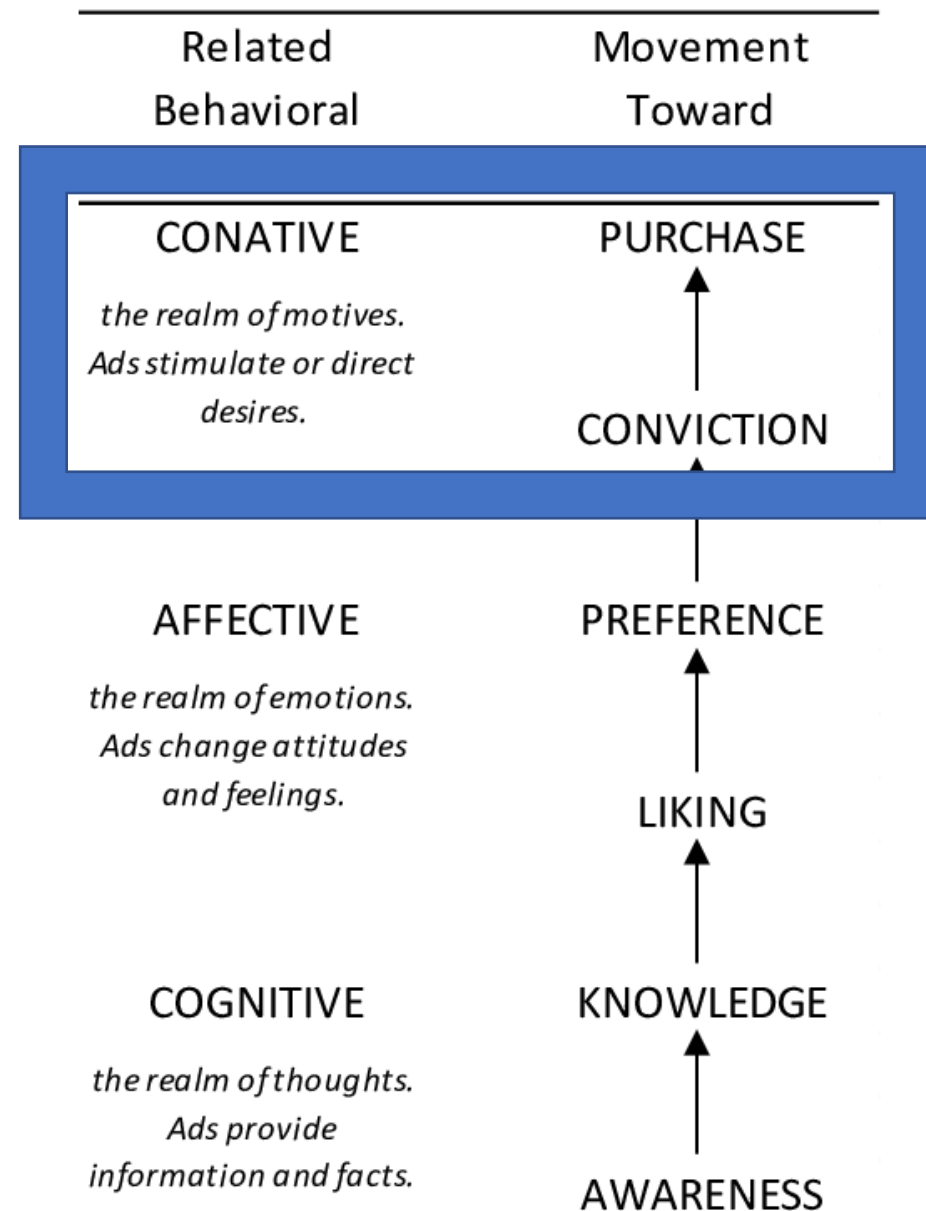 Related Movement
Behavioral Toward
CONATIVE PURCHASE
the realm of motives.
Ads stimulate or direct
desires.
CONVICTION
AFFECTIVE PREFERENCE
the realm of emotions.
Ads change attitudes
and feelings.
LIKING
COGNITIVE KNOWLEDGE
the realm of thoughts.
Ads provide
information and facts.
AWARENESS